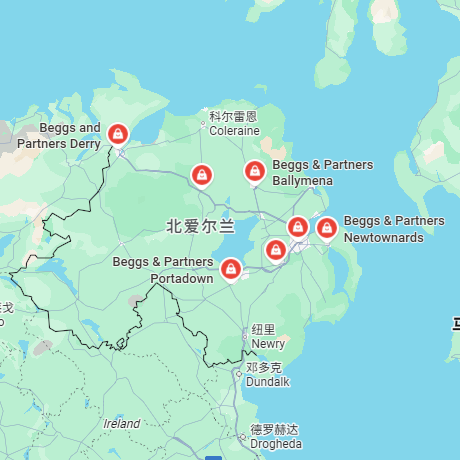 科尔雷恩
Coleraine
Beggs and
Partners Derry
Beggs & Partners
Ballymena
北爱尔兰
Beggs & Partners
Newtownards
Beggs & Partners
Portadown
纽里
Newry
邓多克
Dundalk
Ireland
德罗赫达
Drogheda